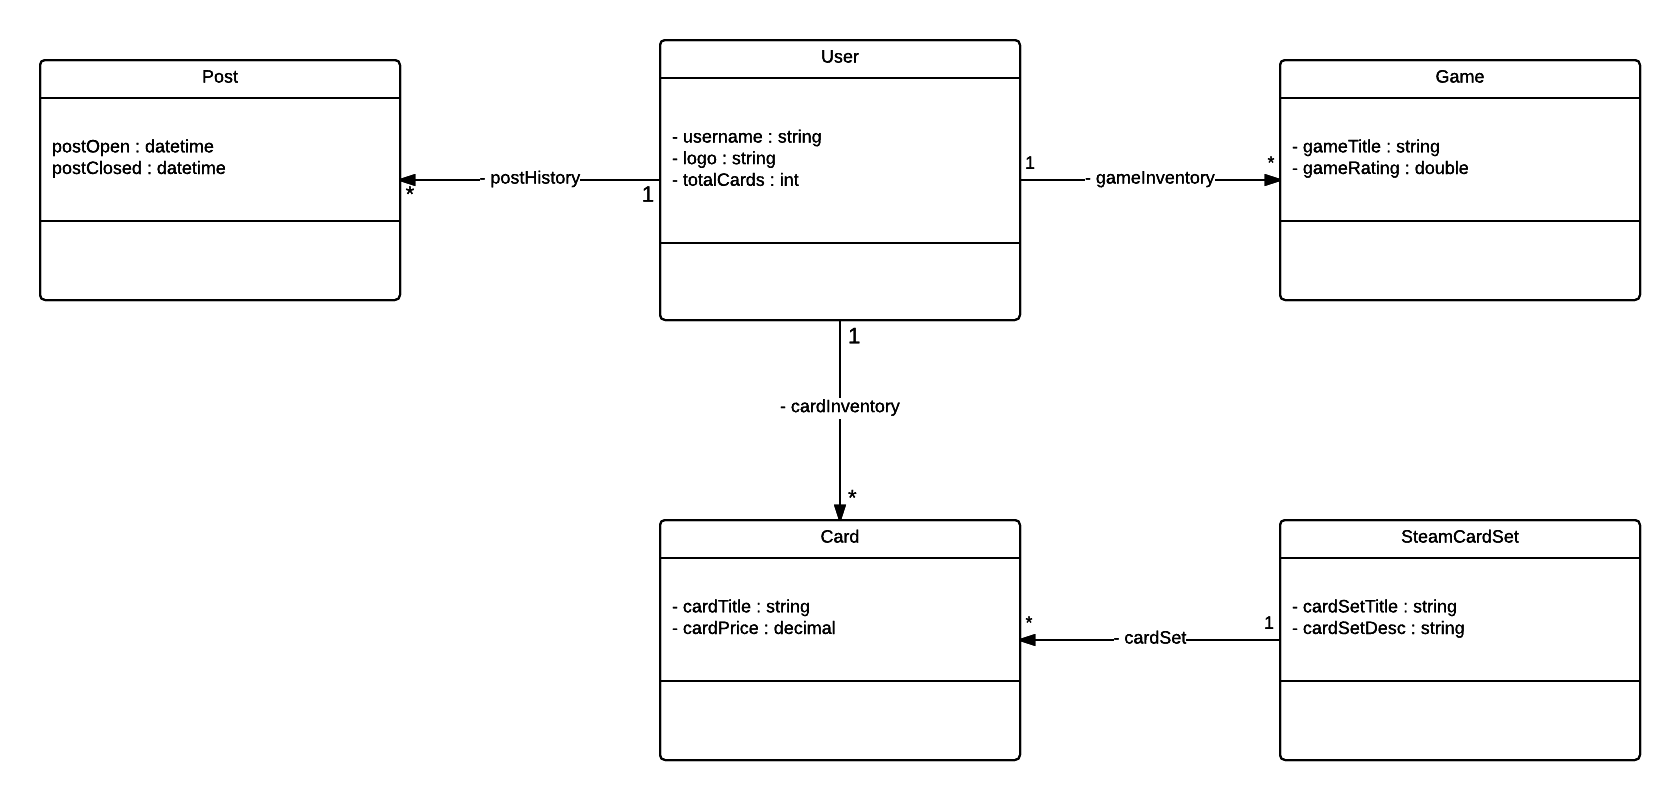 Post
postOpen : datetime
postClosed : datetime
User
- username : string
- logo : string
- totalCards : int
Game
- gameTitle : string
- gameRating : double
*
- postHistory
1
1
- gameInventory
*
1
- cardInventory
*
Card
- cardTitle : string
- cardPrice : decimal
*
- cardSet
1
SteamCardSet
- cardSetTitle : string
- cardSetDesc : string